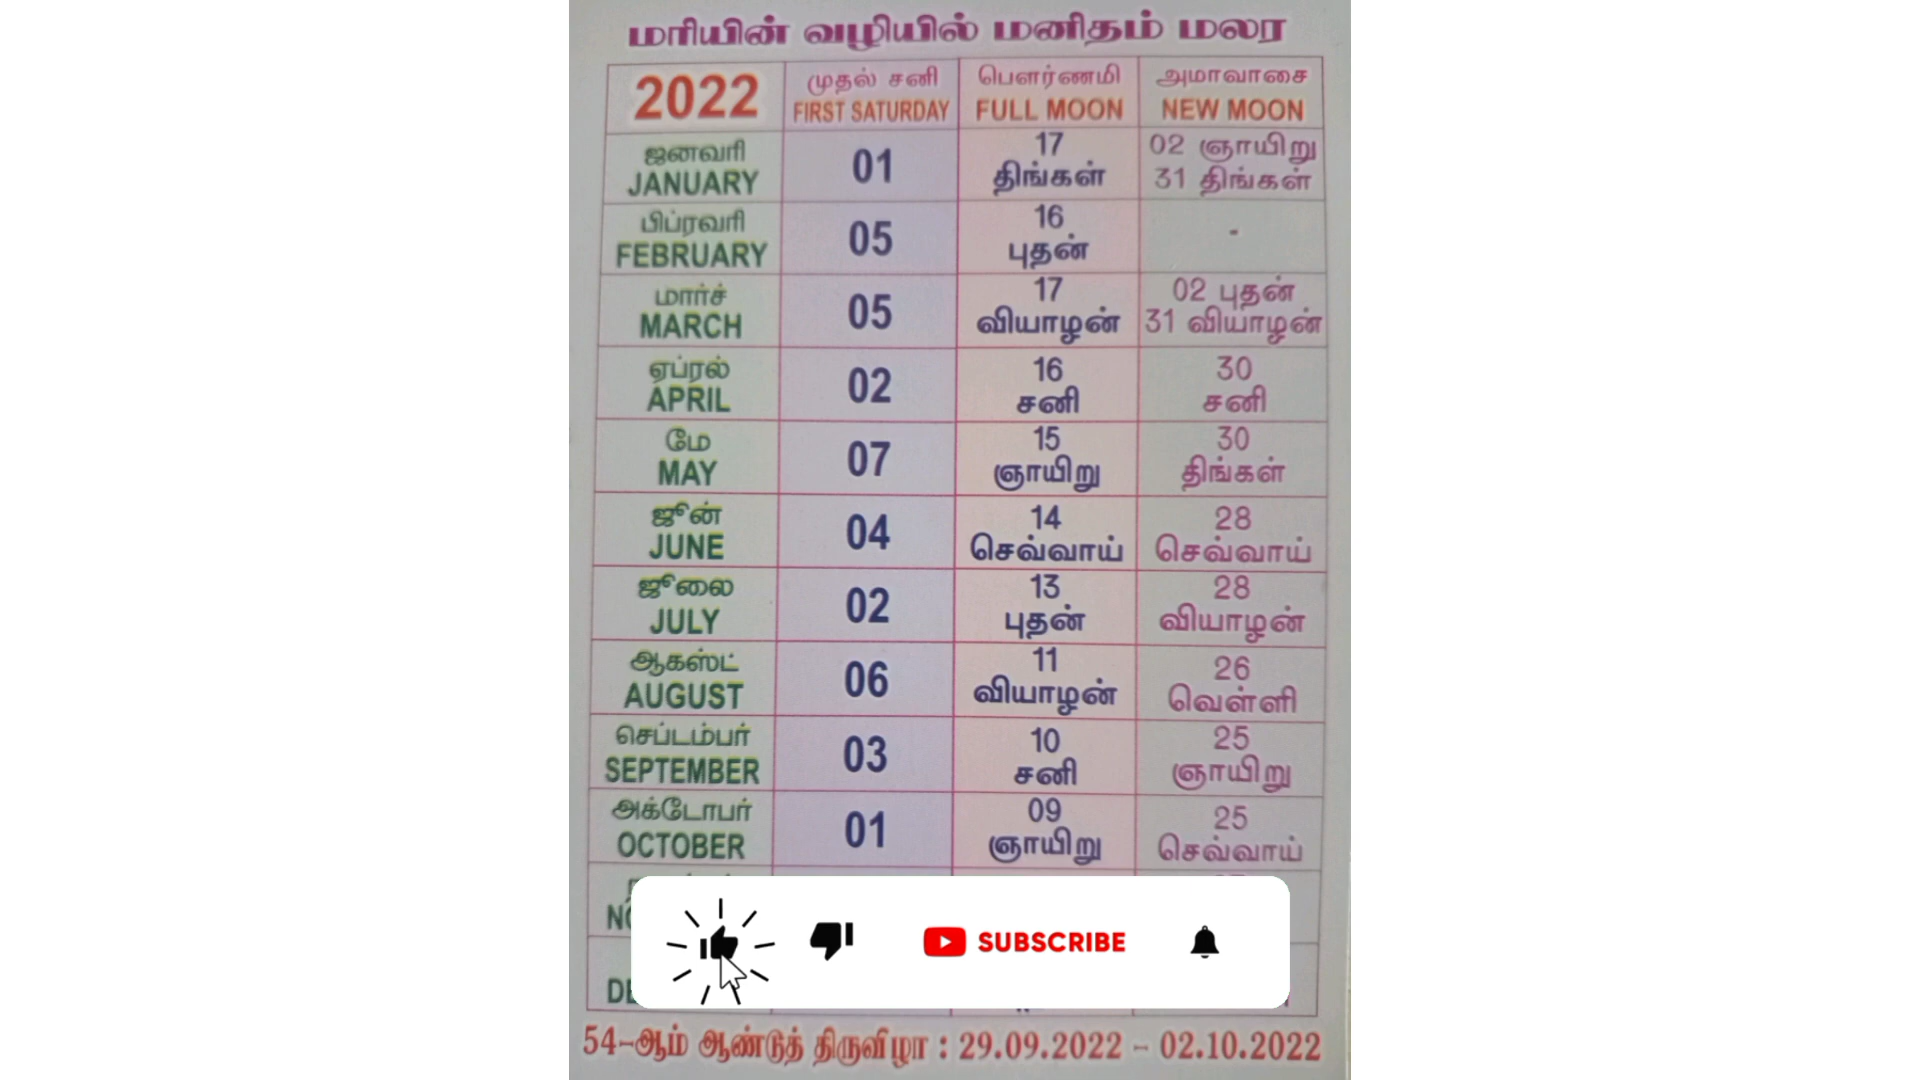 மரியின் வழியில் மனிதம் மலர
2022
முதல் சனி
FIRST SATURDAY
பௌர்ணமி
FULL MOON
அமாவாசை
NEW MOON
ஜனவரி
JANUARY
01
17
திங்கள்
02 ஞாயிறு
31 திங்கள்
பிப்ரவரி
FEBRUARY
05
16
புதன்
-
மார்ச்
MARCH
05
17
வியாழன்
02 புதன்
31 வியாழன்
ஏப்ரல்
APRIL
02
16
சனி
30
சனி
மே
MAY
07
15
ஞாயிறு
30
திங்கள்
ஜூன்
JUNE
04
14
செவ்வாய்
28
செவ்வாய்
ஜூலை
JULY
02
13
புதன்
28
வியாழன்
ஆகஸ்ட்
AUGUST
06
11
வியாழன்
26
வெள்ளி
செப்டம்பர்
SEPTEMBER
03
10
சனி
25
ஞாயிறு
அக்டோபர்
OCTOBER
01
09
ஞாயிறு
25
செவ்வாய்
SUBSCRIBE
54-ஆம் ஆண்டுத் திருவிழா : 29.09.2022 - 02.10.2022